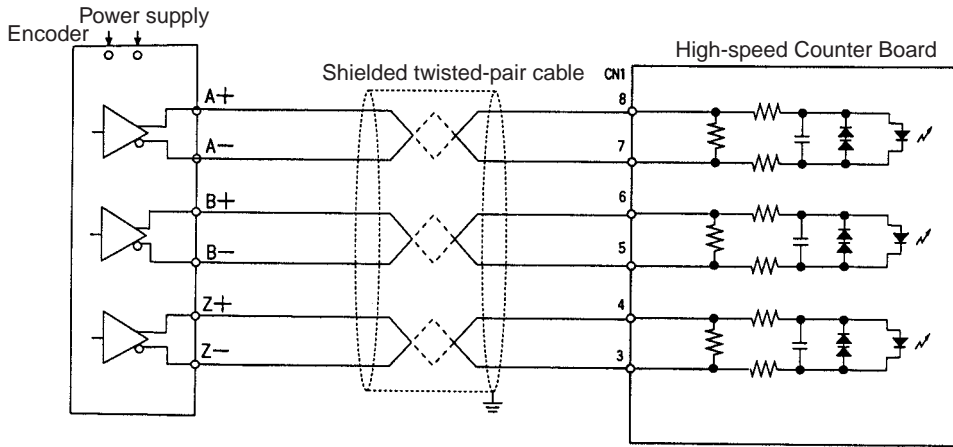 Power supply
Encoder
High-speed Counter Board
Shielded twisted-pair cable
CN1
A+
8
A−
7
B+
6
B−
5
Z+
4
Z−
3